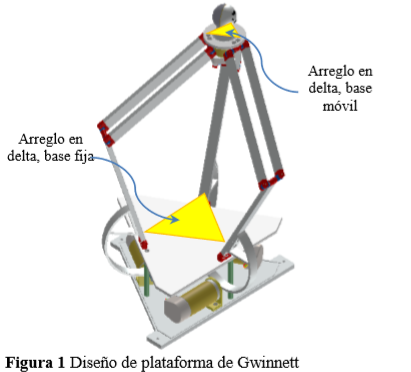 Arreglo en
delta, base
móvil
Arreglo en
delta, base fija
Figura 1 Diseño de plataforma de Gwinnett